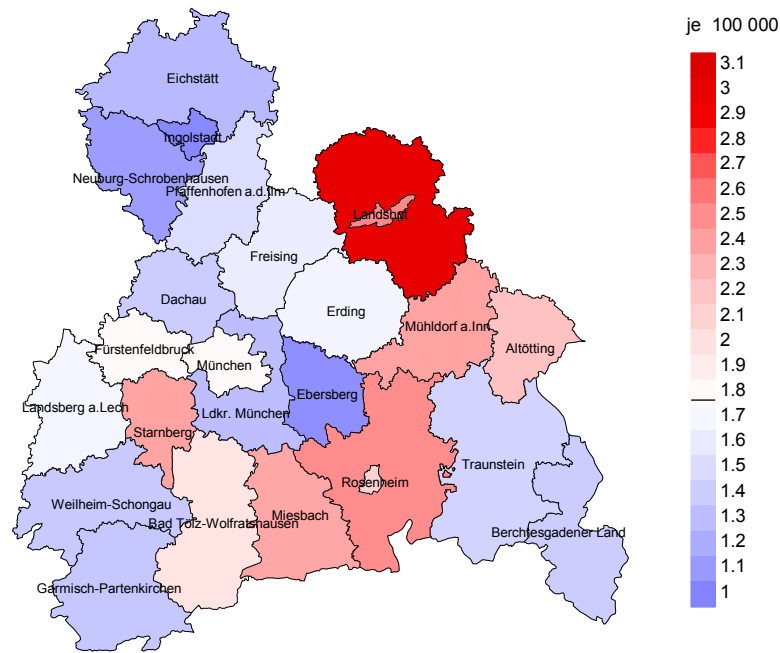 je 100 000
3.1
3
2.9
2.8
2.7
2.6
2.5
2.4
2.3
2.2
2.1
2
1.9
1.8
1.7
1.6
1.5
1.4
1.3
1.2
1.1
1
Eichstätt
Ingolstadt
Neuburg-Schrobenhausen
Pfaffenhofen a.d.Ilm
Landshut
Freising
Dachau
Erding
Mühldorf a.Inn
Altötting
Fürstenfeldbruck
München
Ebersberg
Landsberg a.Lech
Ldkr. München
Starnberg
Traunstein
Rosenheim
Weilheim-Schongau
Miesbach
Bad Tölz-Wolfratshausen
Berchtesgadener Land
Garmisch-Partenkirchen